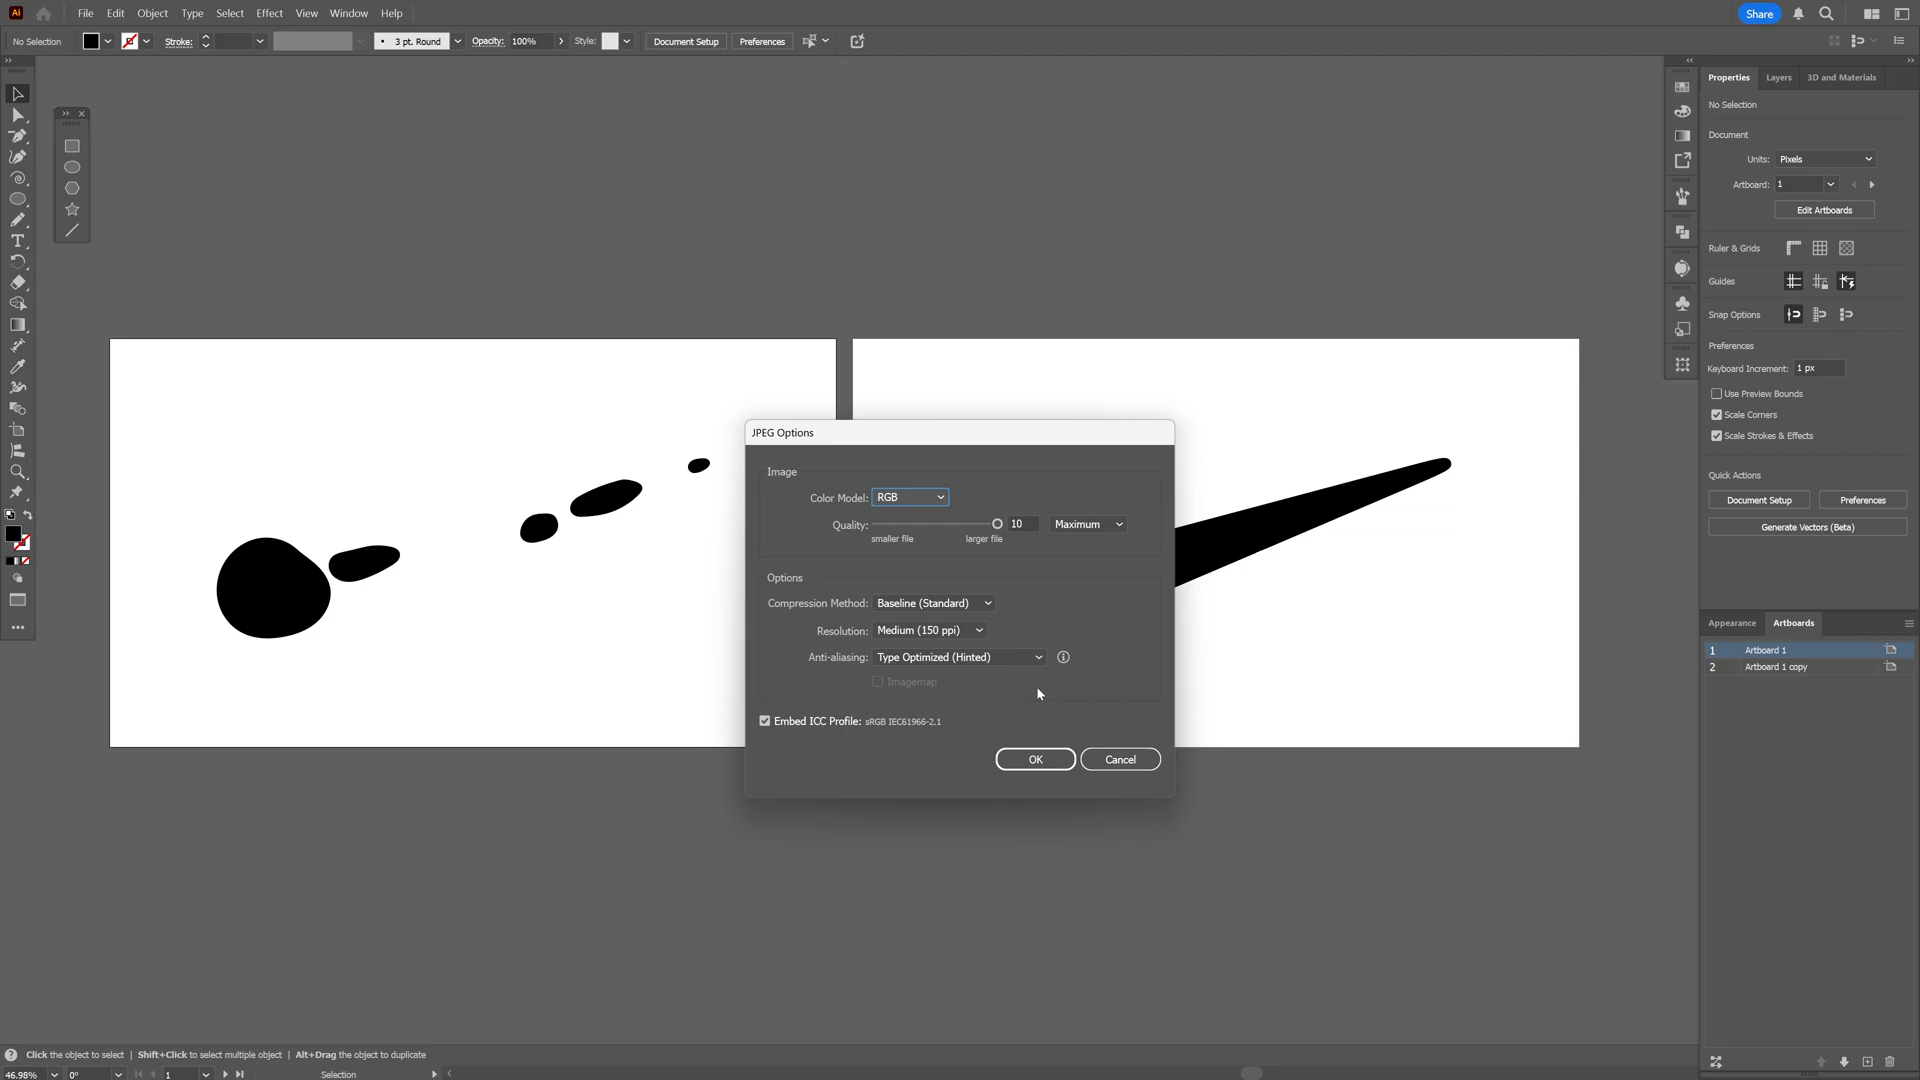 Ai File Edit Object Type Select Effect View Window Help Share
No Selection Stroke: 3 pt. Round Opacity: 100% Style: Document Setup Preferences
Properties Layers 3D and Materials
No Selection
Document
Units: Pixels
Artboard: 1
Edit Artboards
Ruler & Grids
Guides
Snap Options
Preferences
Keyboard Increment: 1 px
Use Preview Bounds
Scale Corners
Scale Strokes & Effects
Quick Actions
Document Setup Preferences
Generate Vectors (Beta)
Appearance Artboards
1 Artboard 1
2 Artboard 1 copy
JPEG Options
Image
Color Model: RGB
Quality: 10 Maximum
smaller file larger file
Options
Compression Method: Baseline (Standard)
Resolution: Medium (150 ppi)
Anti-aliasing: Type Optimized (Hinted)
Imagemap
Embed ICC Profile: sRGB IEC61966-2.1
OK Cancel
Click the object to select Shift+Click to select multiple object Alt+Drag the object to duplicate
46.98% 0° 1 Selection